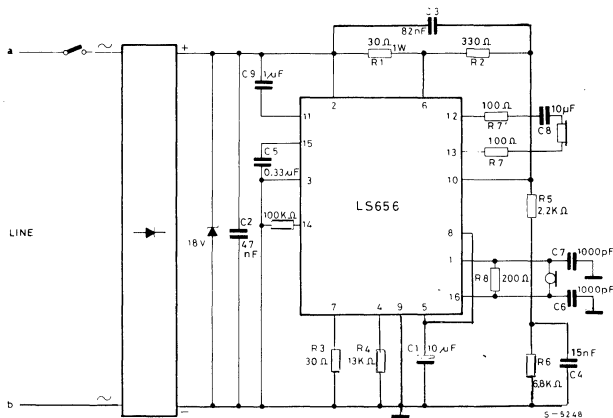 C3
82nF
a
~
+
30Ω
1W
R1
330Ω
R2
C9
1μF
2
6
11
15
3
14
12
13
10
8
1
16
7
4
9
5
100Ω
R7'
10μF
C8
100Ω
R7
C5
0.33μF
LS656
100KΩ
R5
2.2KΩ
LINE
18V
C2
47
nF
R8
200Ω
C7
1000pF
1000pF
C6
R3
30Ω
R4
13KΩ
C1
10μF
R6
6.8KΩ
15nF
C4
b
~
-
S-5248